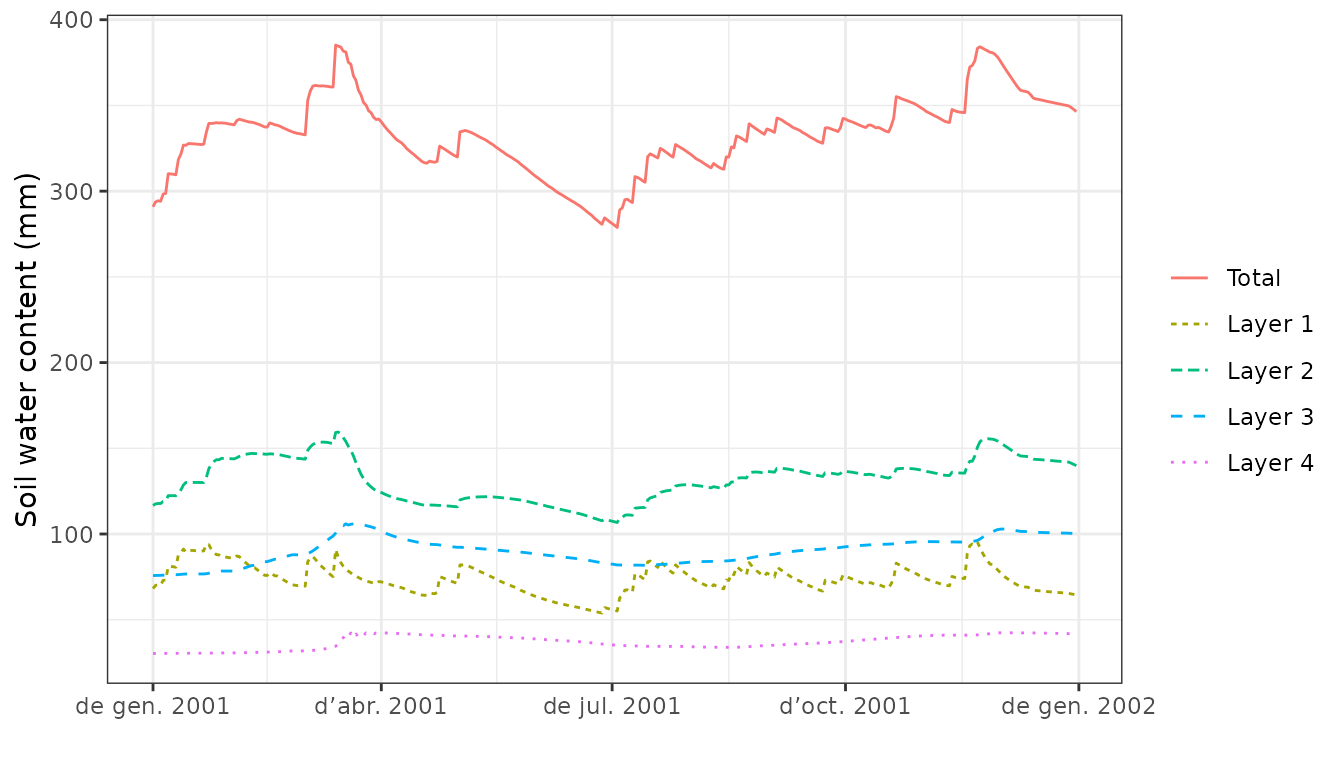 Soil water content (mm)
400
300
200
100
de gen. 2001
d’abr. 2001
de jul. 2001
d’oct. 2001
de gen. 2002
Total
Layer 1
Layer 2
Layer 3
Layer 4